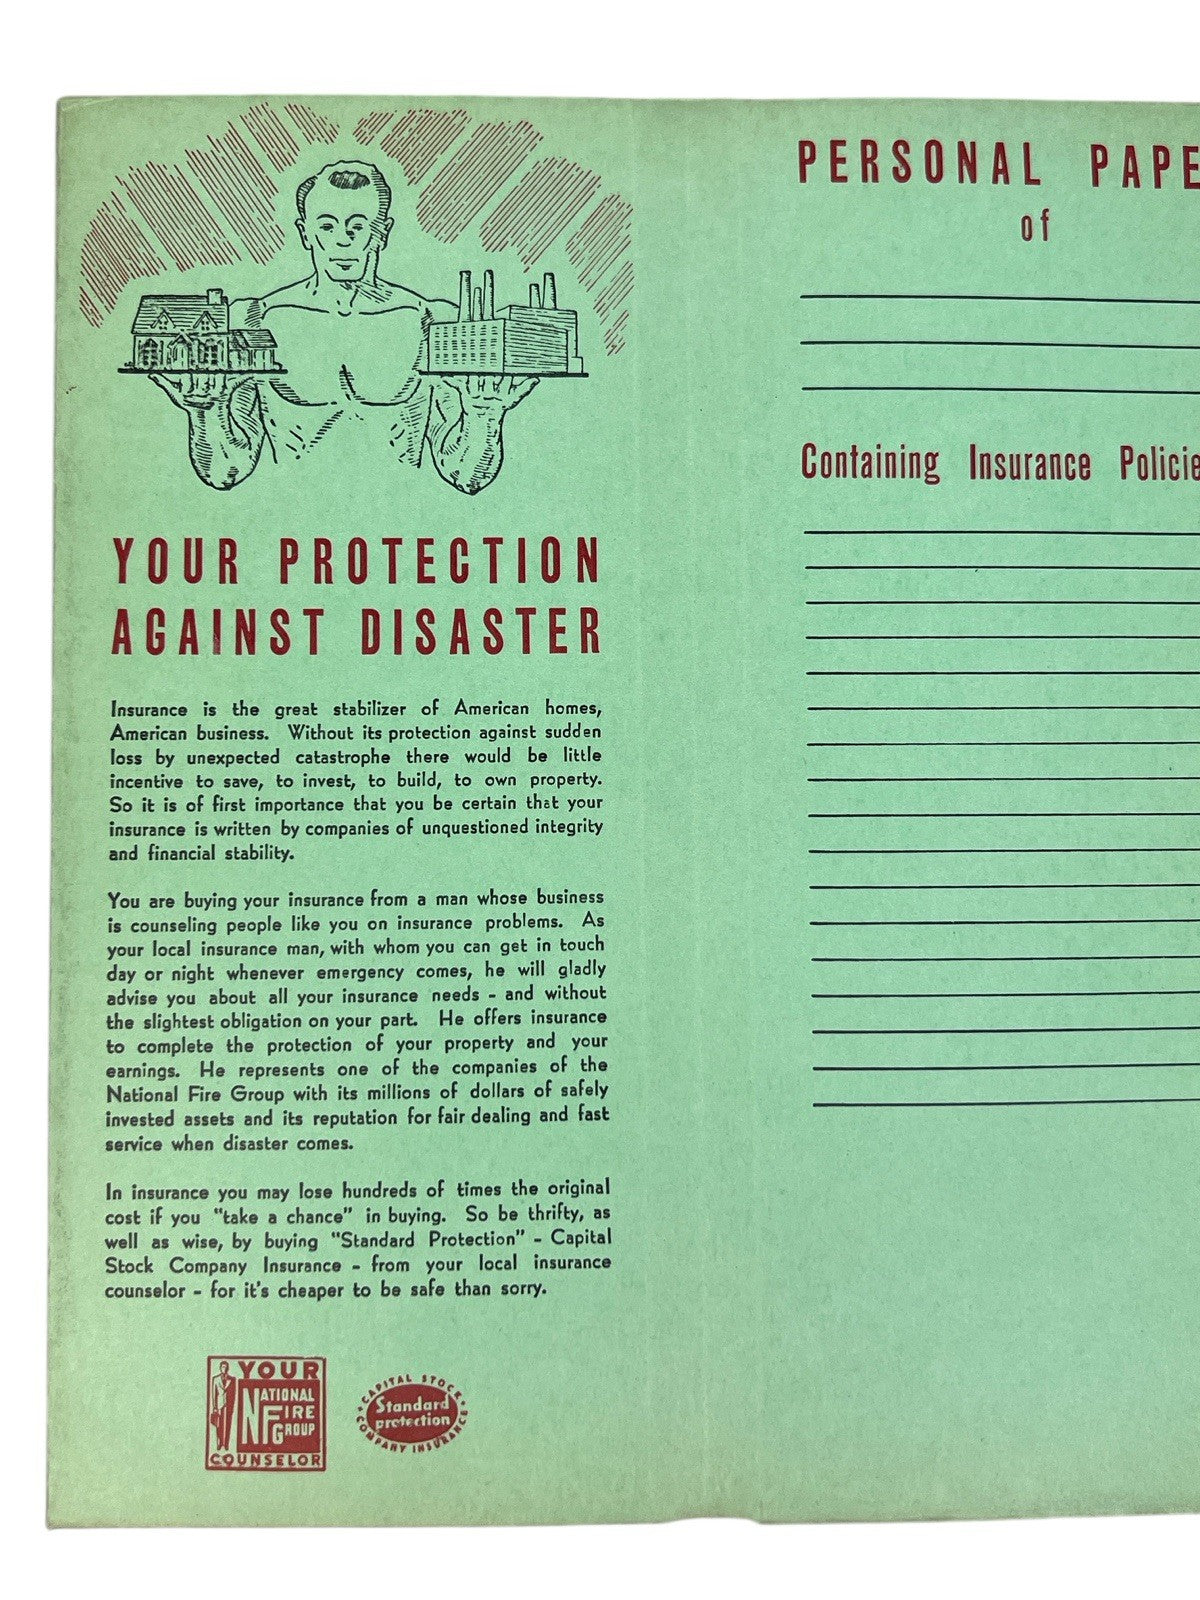 YOUR PROTECTION
AGAINST DISASTER
Insurance is the great stabilizer of American homes,
American business. Without its protection against sudden
loss by unexpected catastrophe there would be little
incentive to save, to invest, to build, to own property.
So it is of first importance that you be certain that your
insurance is written by companies of unquestioned integrity
and financial stability.
You are buying your insurance from a man whose business
is counseling people like you on insurance problems. As
your local insurance man, with whom you can get in touch
day or night whenever emergency comes, he will gladly
advise you about all your insurance needs - and without
the slightest obligation on your part. He offers insurance
to complete the protection of your property and your
earnings. He represents one of the companies of the
National Fire Group with its millions of dollars of safely
invested assets and its reputation for fair dealing and fast
service when disaster comes.
In insurance you may lose hundreds of times the original
cost if you "take a chance" in buying. So be thrifty, as
well as wise, by buying "Standard Protection" - Capital
Stock Company Insurance - from your local insurance
counselor - for it's cheaper to be safe than sorry.
YOUR
NATIONAL
FIRE
GROUP
COUNSELOR
CAPITAL STOCK
Standard
protection
COMPANY INSURANCE
PERSONAL PAPE
of
Containing Insurance Policie